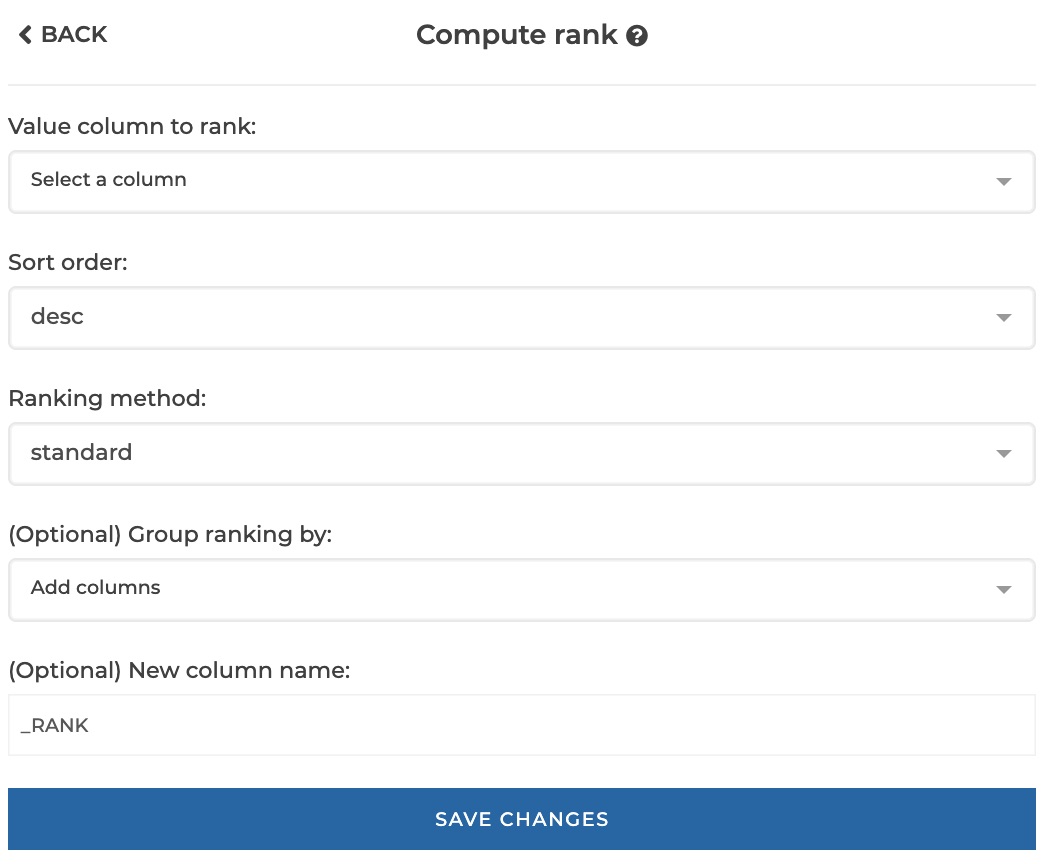 BACK
Compute rank ?
Value column to rank:
Select a column
Sort order:
desc
Ranking method:
standard
(Optional) Group ranking by:
Add columns
(Optional) New column name:
_RANK
SAVE CHANGES